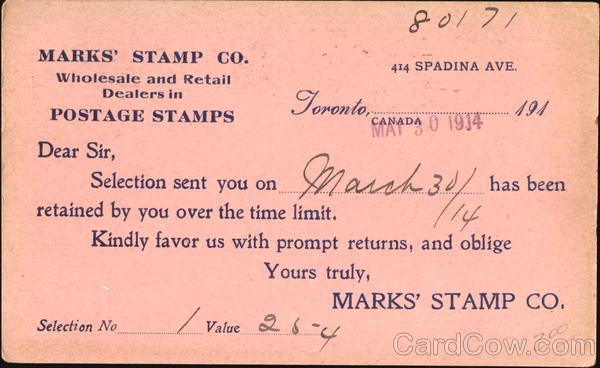 80171
MARKS' STAMP CO.
Wholesale and Retail
Dealers in
POSTAGE STAMPS
414 SPADINA AVE.
Toronto, 191
CANADA
MAY 30 1914
Dear Sir,
Selection sent you on March 30/14 has been
retained by you over the time limit.
Kindly favor us with prompt returns, and oblige
Yours truly,
MARKS' STAMP CO.
Selection No 1 Value
CardCow.com